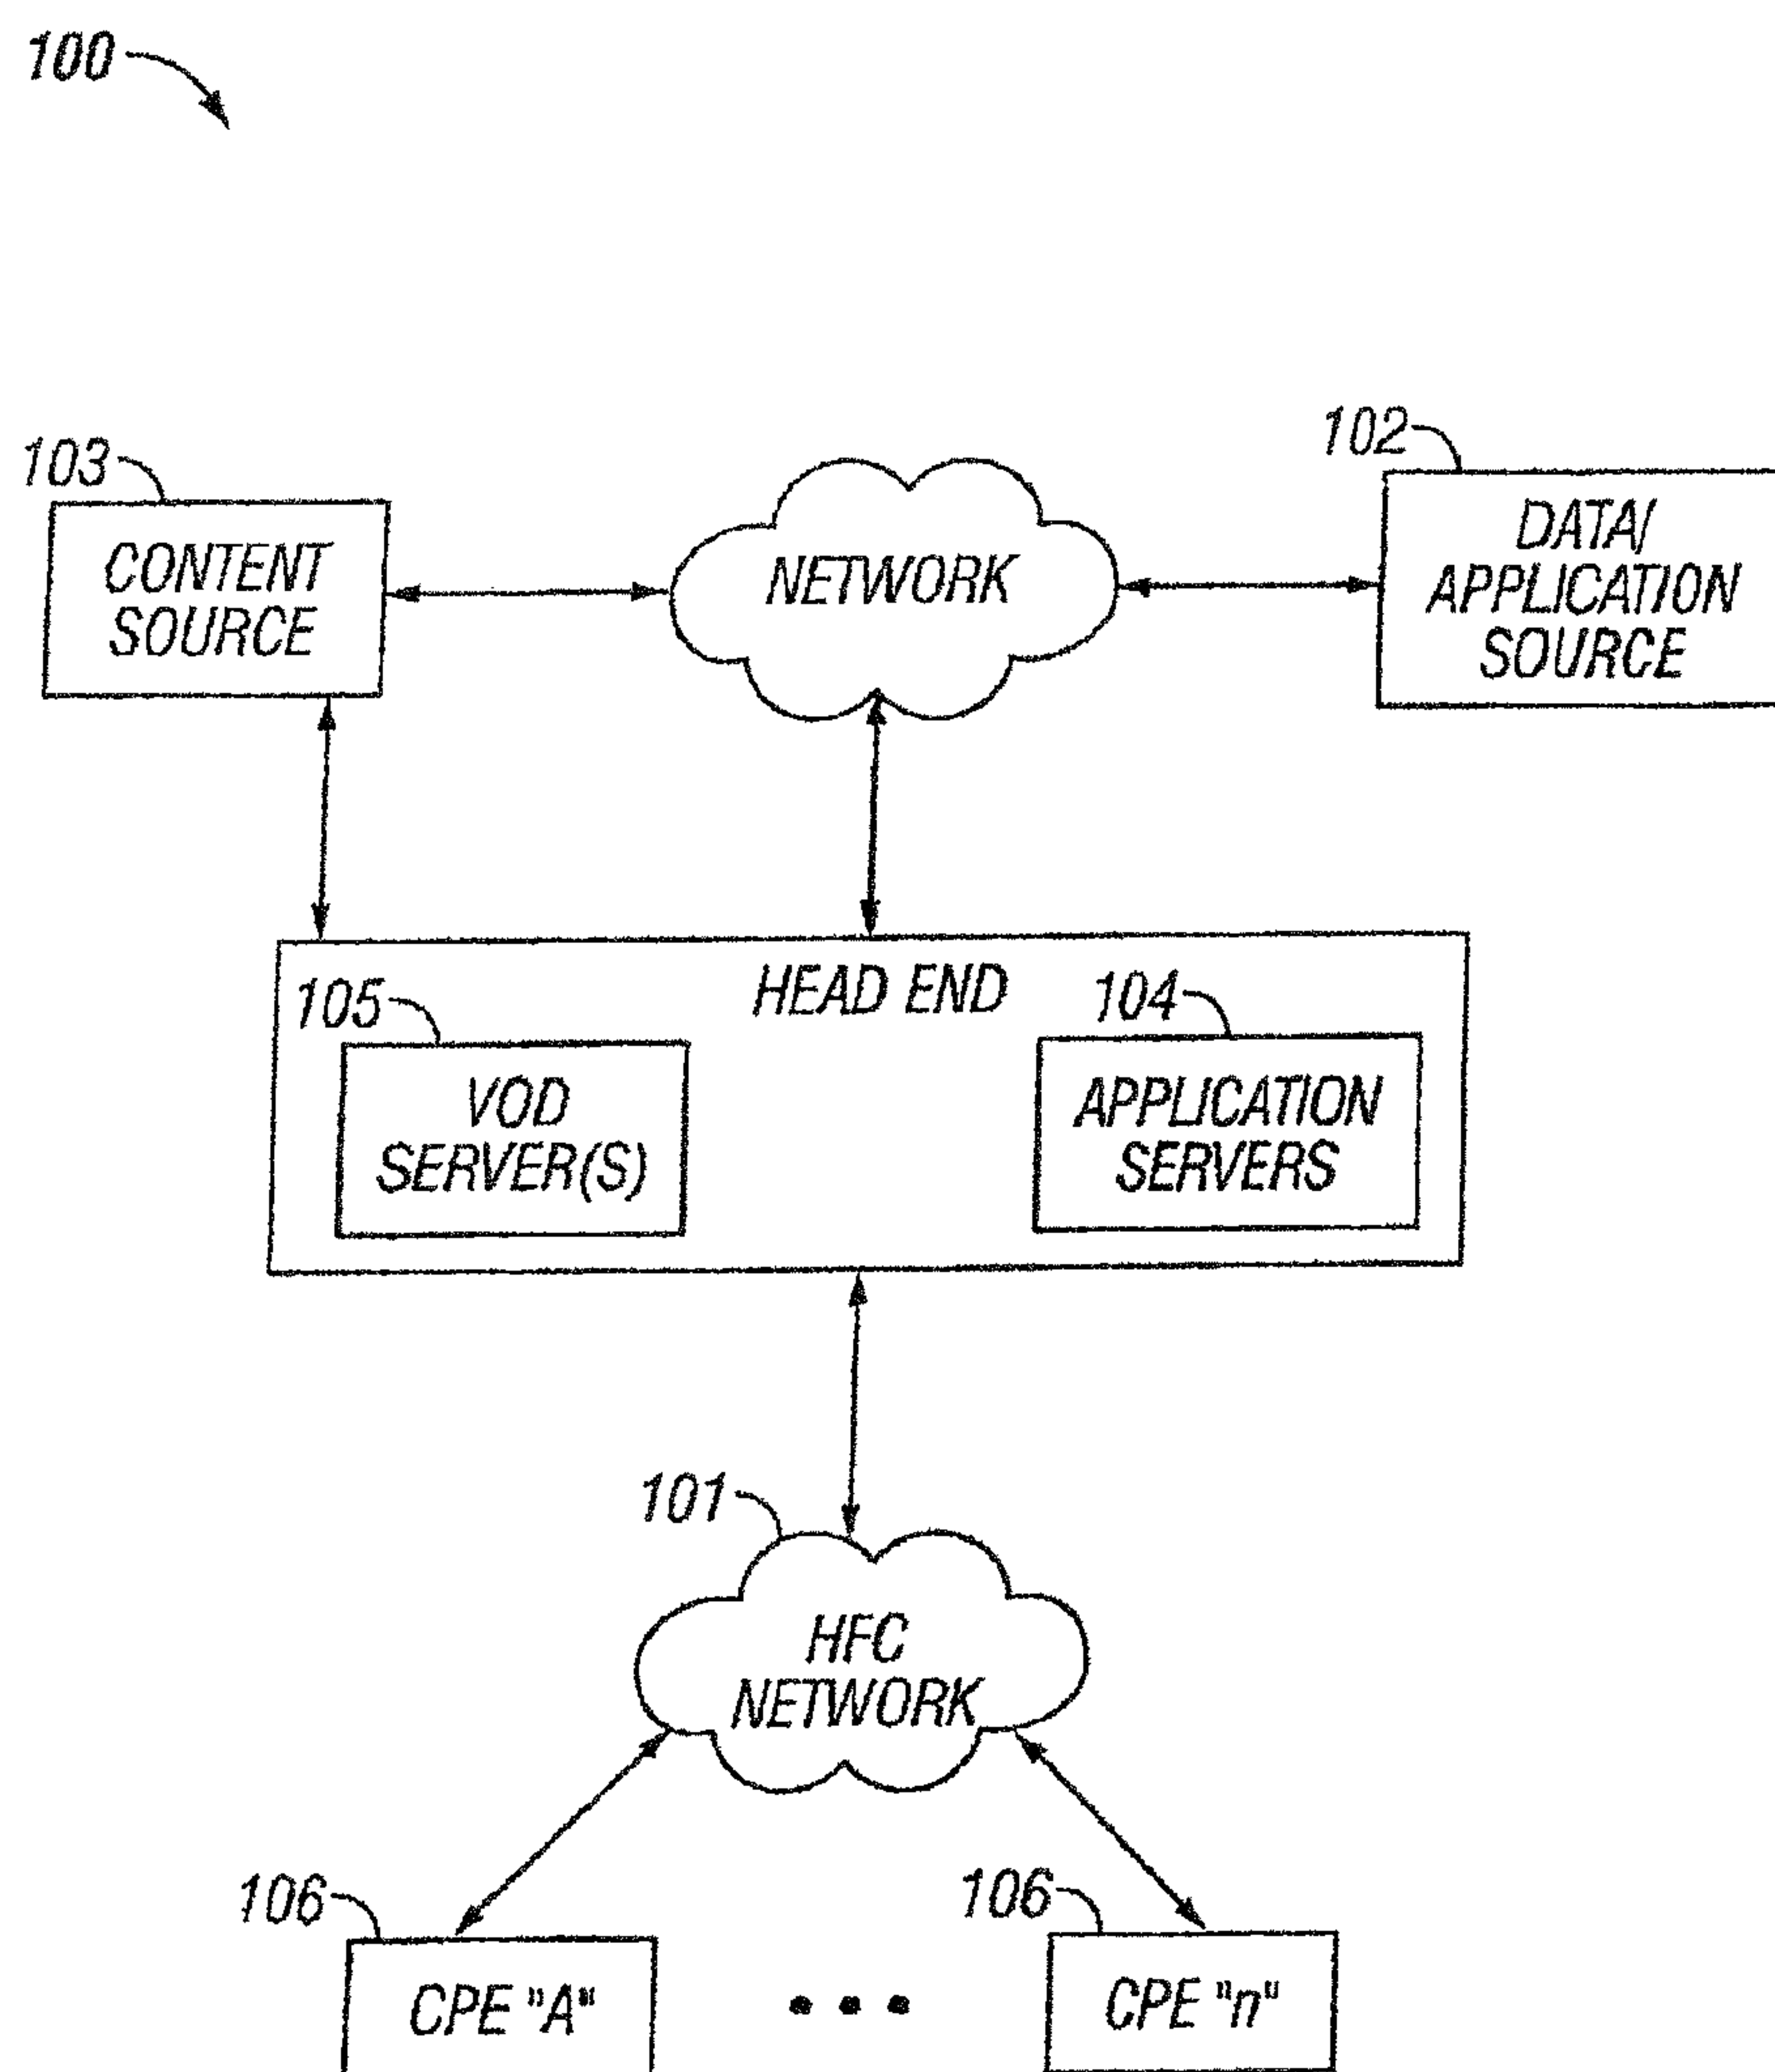 100
103
102
CONTENT
SOURCE
NETWORK
DATA/
APPLICATION
SOURCE
HEAD END
105
104
VOD
SERVER(S)
APPLICATION
SERVERS
101
HFC
NETWORK
106
106
CPE "A"
• • •
CPE "n"